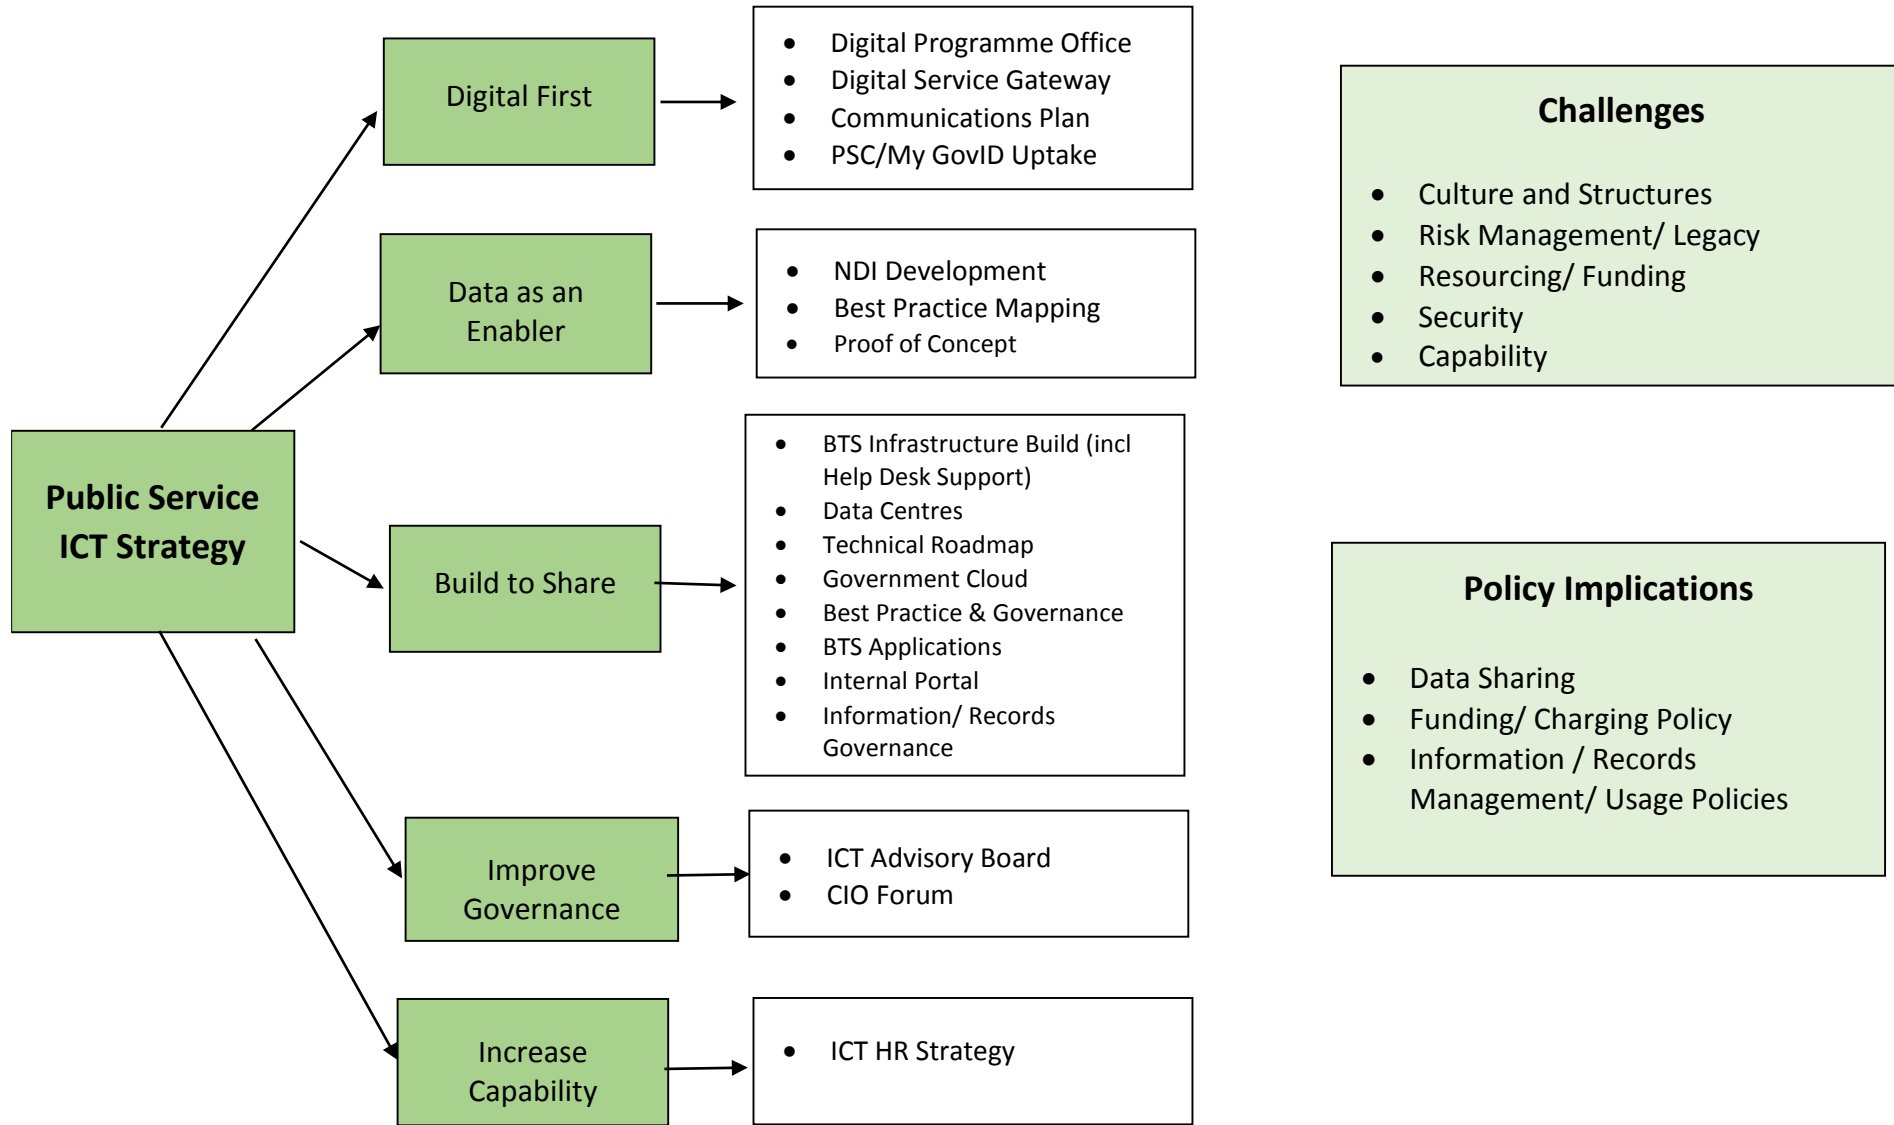 Public Service
ICT Strategy
Digital First
• Digital Programme Office
• Digital Service Gateway
• Communications Plan
• PSC/My GovID Uptake
Data as an
Enabler
• NDI Development
• Best Practice Mapping
• Proof of Concept
Build to Share
• BTS Infrastructure Build (incl
Help Desk Support)
• Data Centres
• Technical Roadmap
• Government Cloud
• Best Practice & Governance
• BTS Applications
• Internal Portal
• Information/ Records
Governance
Improve
Governance
• ICT Advisory Board
• CIO Forum
Increase
Capability
• ICT HR Strategy
Challenges
• Culture and Structures
• Risk Management/ Legacy
• Resourcing/ Funding
• Security
• Capability
Policy Implications
• Data Sharing
• Funding/ Charging Policy
• Information / Records
Management/ Usage Policies